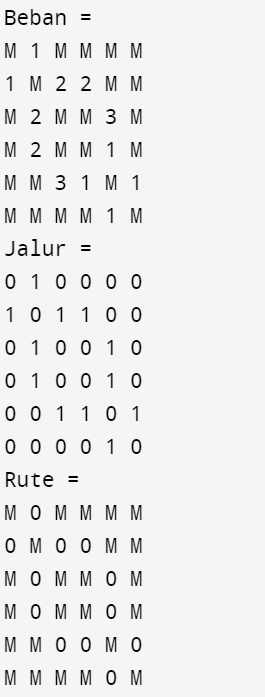 Beban =
M 1 M M M M
1 M 2 2 M M
M 2 M M 3 M
M 2 M M 1 M
M M 3 1 M 1
M M M M 1 M
Jalur =
0 1 0 0 0 0
1 0 1 1 0 0
0 1 0 0 1 0
0 1 0 0 1 0
0 0 1 1 0 1
0 0 0 0 1 0
Rute =
M 0 M M M M
0 M 0 0 M M
M 0 M M 0 M
M 0 M M 0 M
M M 0 0 M 0
M M M M 0 M